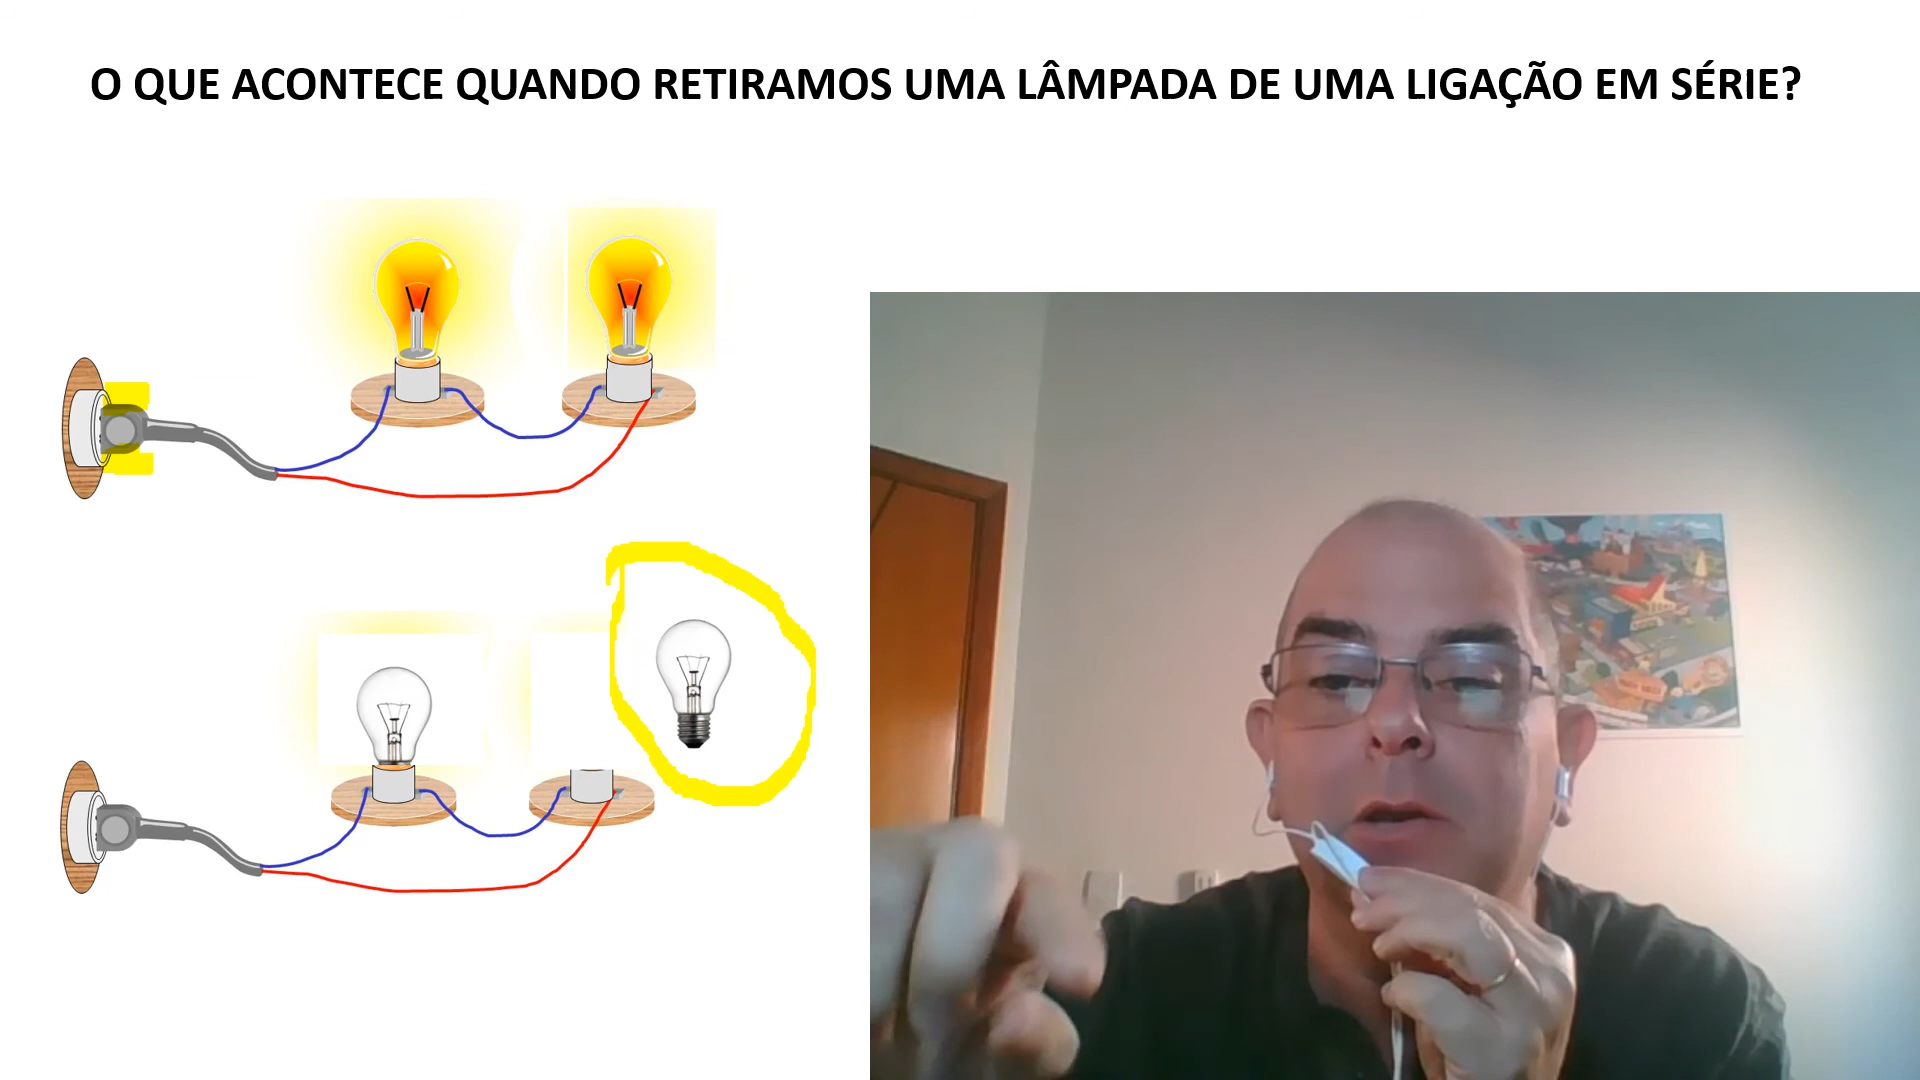 O QUE ACONTECE QUANDO RETIRAMOS UMA LÂMPADA DE UMA LIGAÇÃO EM SÉRIE?